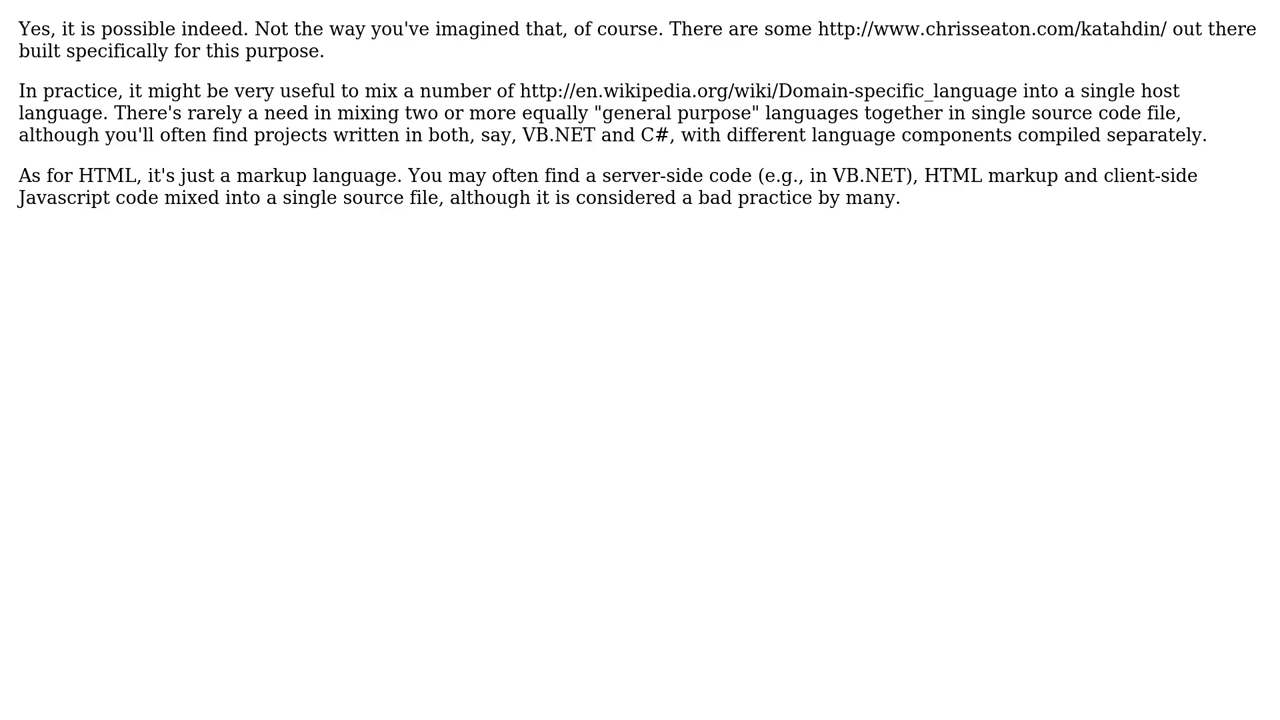 Yes, it is possible indeed. Not the way you've imagined that, of course. There are some http://www.chrisseaton.com/katahdin/ out there
built specifically for this purpose.
In practice, it might be very useful to mix a number of http://en.wikipedia.org/wiki/Domain-specific_language into a single host
language. There's rarely a need in mixing two or more equally "general purpose" languages together in single source code file,
although you'll often find projects written in both, say, VB.NET and C#, with different language components compiled separately.
As for HTML, it's just a markup language. You may often find a server-side code (e.g., in VB.NET), HTML markup and client-side
Javascript code mixed into a single source file, although it is considered a bad practice by many.